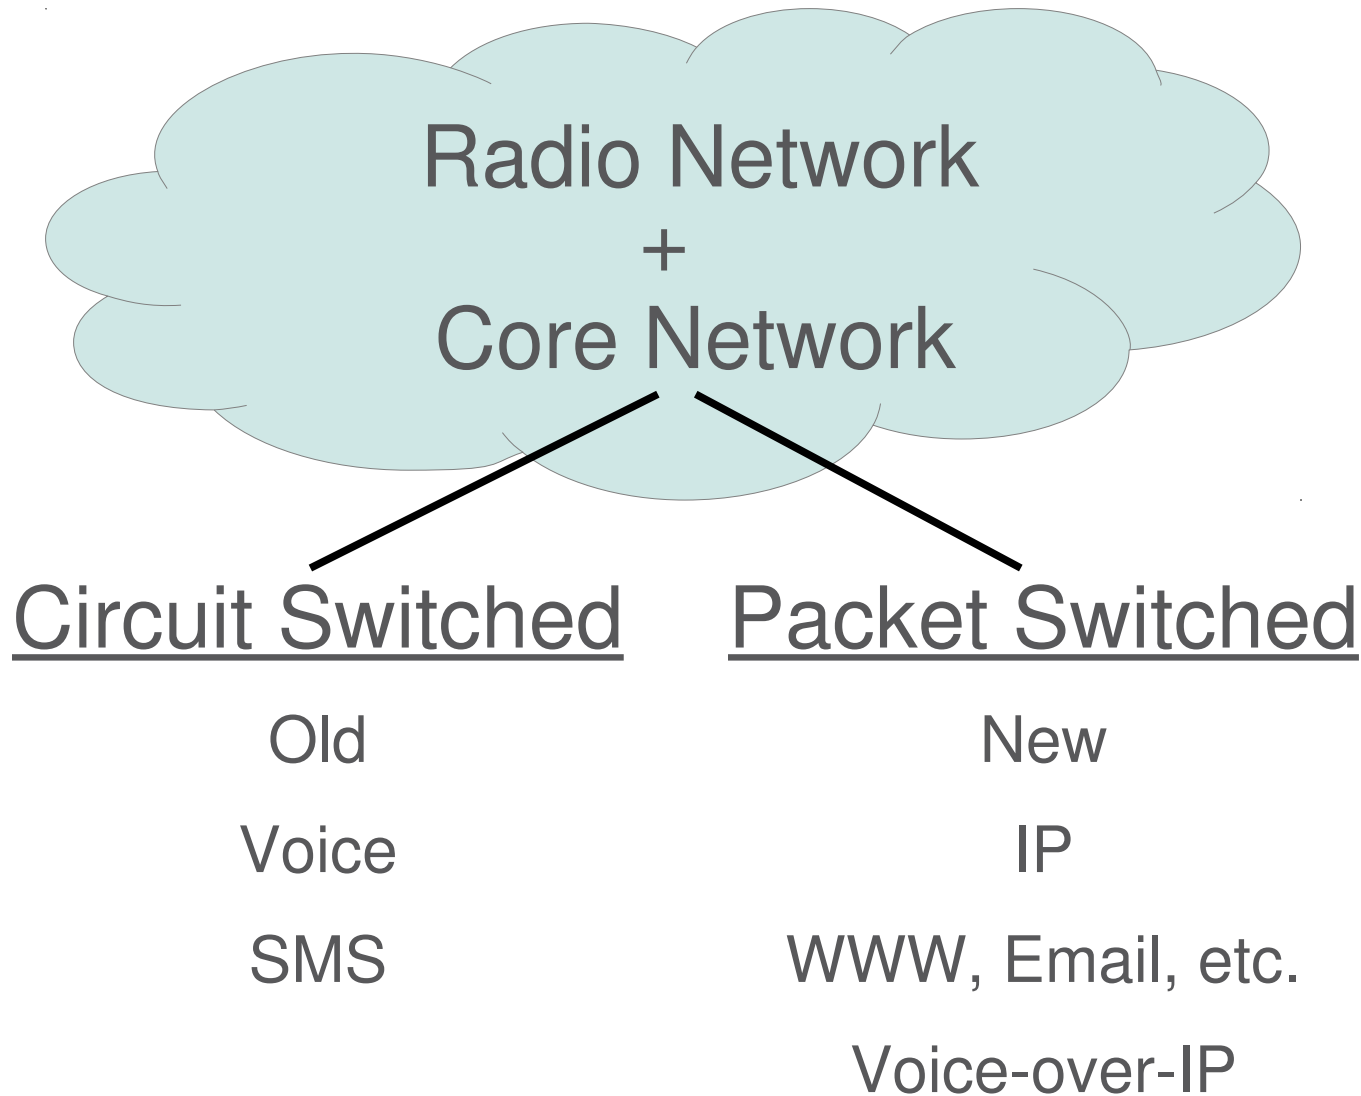 Radio Network
+
Core Network
Circuit Switched
Old
Voice
SMS
Packet Switched
New
IP
WWW, Email, etc.
Voice-over-IP